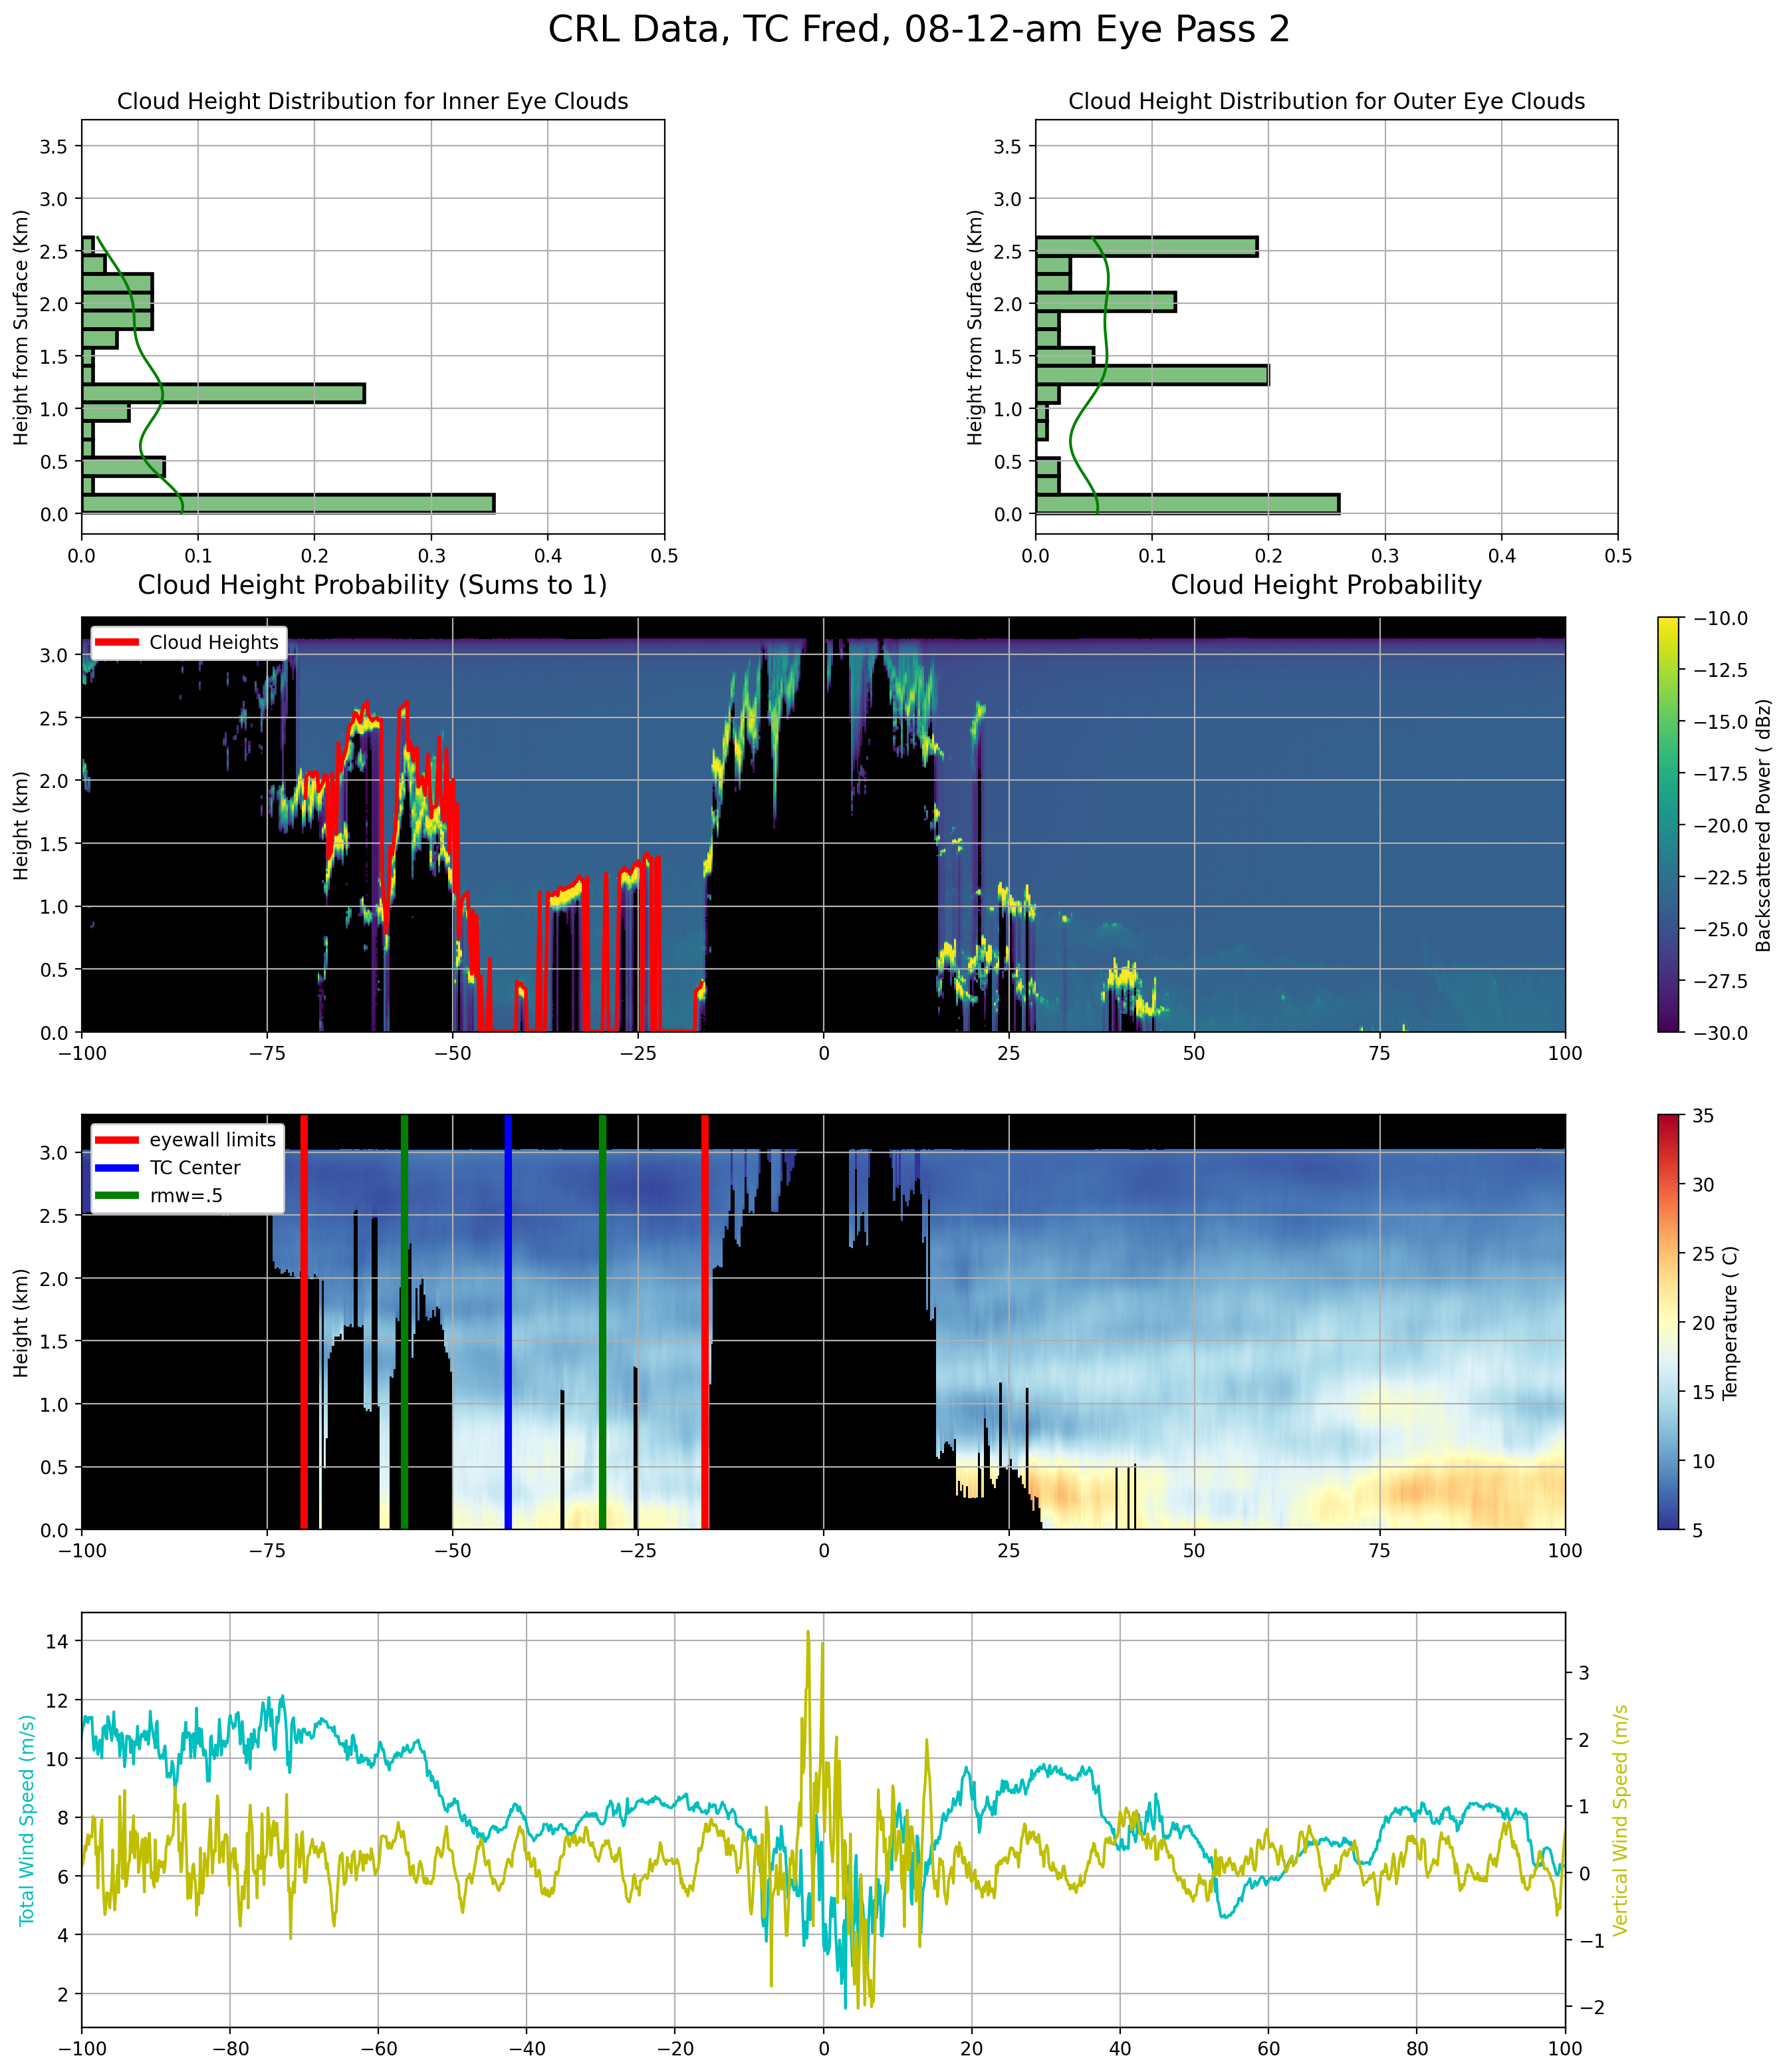 CRL Data, TC Fred, 08-12-am Eye Pass 2
Cloud Height Distribution for Inner Eye Clouds
Height from Surface (Km)
3.5
3.0
2.5
2.0
1.5
1.0
0.5
0.0
0.0 0.1 0.2 0.3 0.4 0.5
Cloud Height Probability (Sums to 1)
Cloud Height Distribution for Outer Eye Clouds
Height from Surface (Km)
3.5
3.0
2.5
2.0
1.5
1.0
0.5
0.0
0.0 0.1 0.2 0.3 0.4 0.5
Cloud Height Probability
Cloud Heights
Height (km)
3.0
2.5
2.0
1.5
1.0
0.5
0.0
−100 −75 −50 −25 0 25 50 75 100
−10.0
−12.5
−15.0
−17.5
−20.0
−22.5
−25.0
−27.5
−30.0
Backscattered Power ( dBz)
eyewall limits
TC Center
rmw=.5
Height (km)
3.0
2.5
2.0
1.5
1.0
0.5
0.0
−100 −75 −50 −25 0 25 50 75 100
35
30
25
20
15
10
5
Temperature ( C)
Total Wind Speed (m/s)
14
12
10
8
6
4
2
−100 −80 −60 −40 −20 0 20 40 60 80 100
3
2
1
0
−1
−2
Vertical Wind Speed (m/s